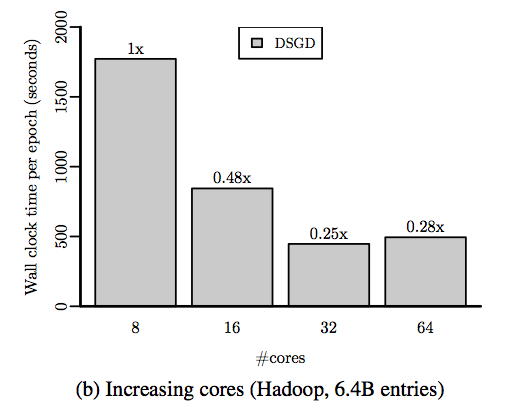 Wall clock time per epoch (seconds)
2000
1500
1000
500
0
DSGD
1x
0.48x
0.25x
0.28x
8 16 32 64
#cores
(b) Increasing cores (Hadoop, 6.4B entries)